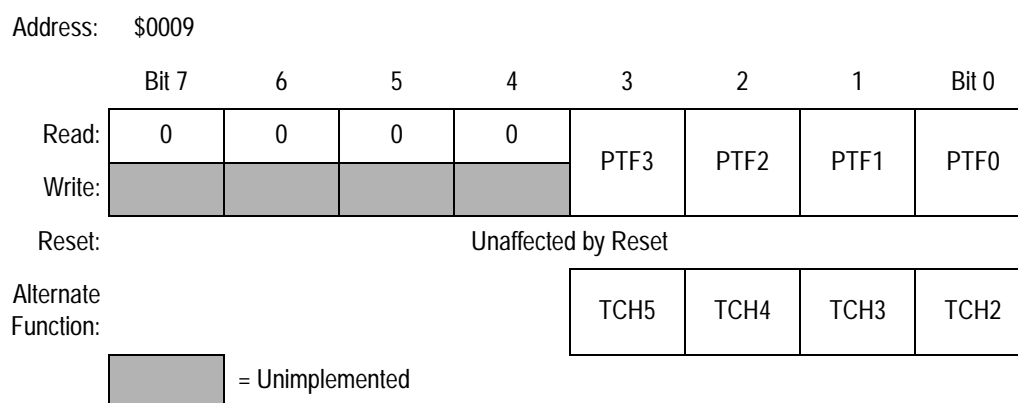 Address: $0009
Bit 7 6 5 4 3 2 1 Bit 0
Read: 0 0 0 0 PTF3 PTF2 PTF1 PTF0
Write:
Reset: Unaffected by Reset
Alternate
Function: TCH5 TCH4 TCH3 TCH2
= Unimplemented